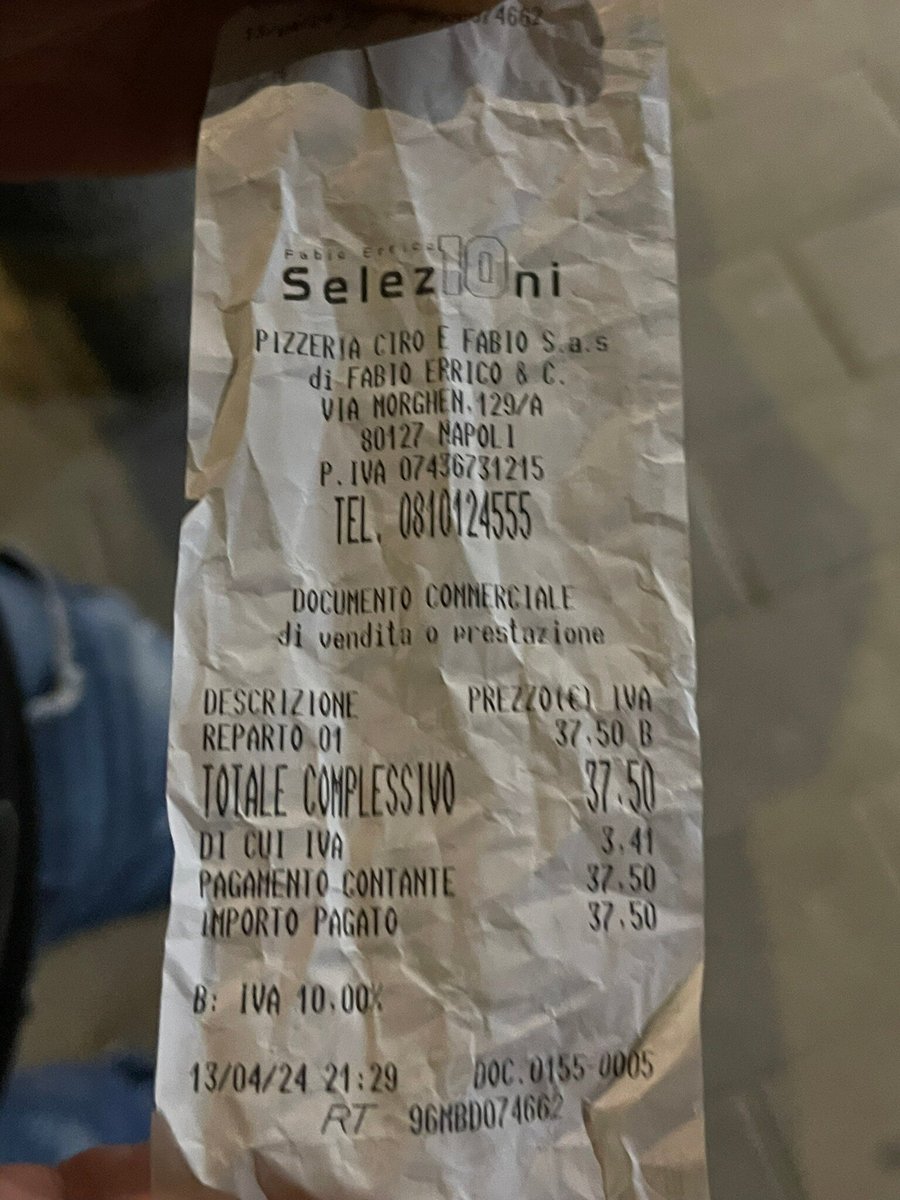 4662
Fabio Errico
Selez10ni
PIZZERIA CIRO E FABIO S.a.s
di FABIO ERRICO & C.
VIA MORGHEN,129/A
80127 NAPOLI
P.IVA 07436731215
TEL. 0810124555
DOCUMENTO COMMERCIALE
di vendita o prestazione
DESCRIZIONE PREZZO(€) IVA
REPARTO 01 37.50 B
TOTALE COMPLESSIVO 37.50
DI CUI IVA 3.41
PAGAMENTO CONTANTE 37.50
IMPORTO PAGATO 37.50
B: IVA 10.00%
13/04/24 21:29 DOC.0155-0005
RT 96MBD074662